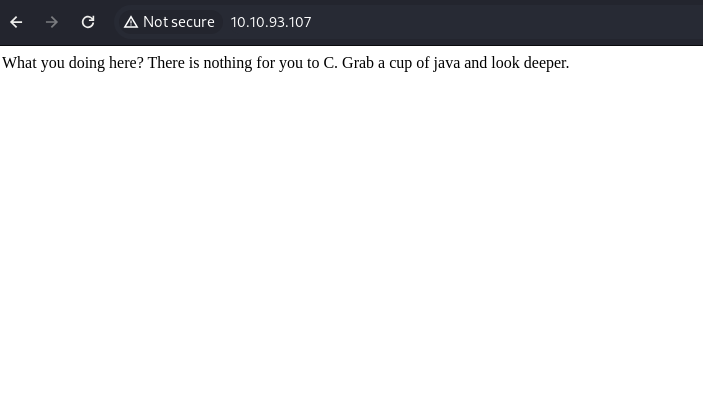 Not secure 10.10.93.107
What you doing here? There is nothing for you to C. Grab a cup of java and look deeper.